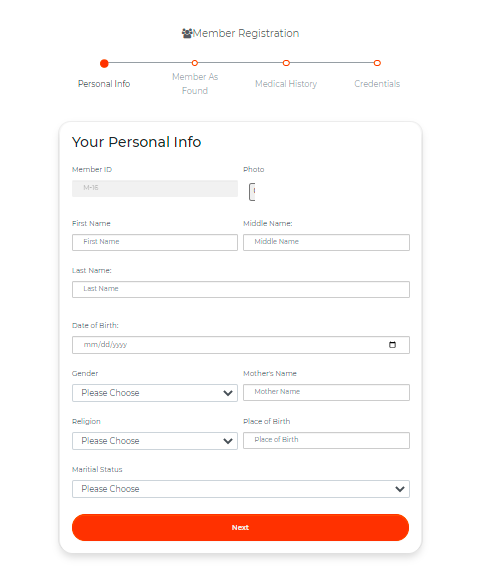 Member Registration
Personal Info
Member As
Found
Medical History
Credentials
Your Personal Info
Member ID
Photo
First Name
Middle Name:
First Name
Middle Name
Last Name:
Last Name
Date of Birth:
mm/dd/yyyy
Gender
Mother's Name
Please Choose
Mother Name
Religion
Place of Birth
Please Choose
Place of Birth
Maritial Status
Please Choose
Next